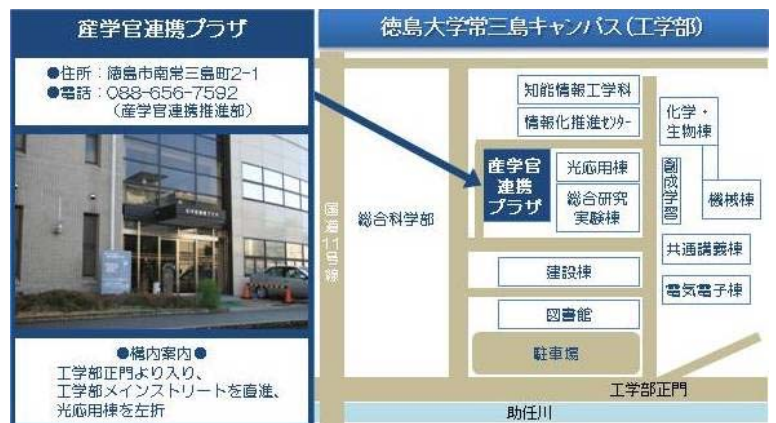 産学官連携プラザ
●住所：徳島市南常三島町2-1
●電話：088-656-7592
（産学官連携推進部）
●構内案内●
工学部正門より入り、
工学部メインストリートを直進、
光応用棟を左折
徳島大学常三島キャンパス（工学部）
国道11号線
総合科学部
知能情報工学科
情報化推進センター
産学官
連携
プラザ
光応用棟
総合研究
実験棟
建設棟
図書館
駐車場
化学・
生物棟
創成学習
機械棟
共通講義棟
電気電子棟
工学部正門
助任川